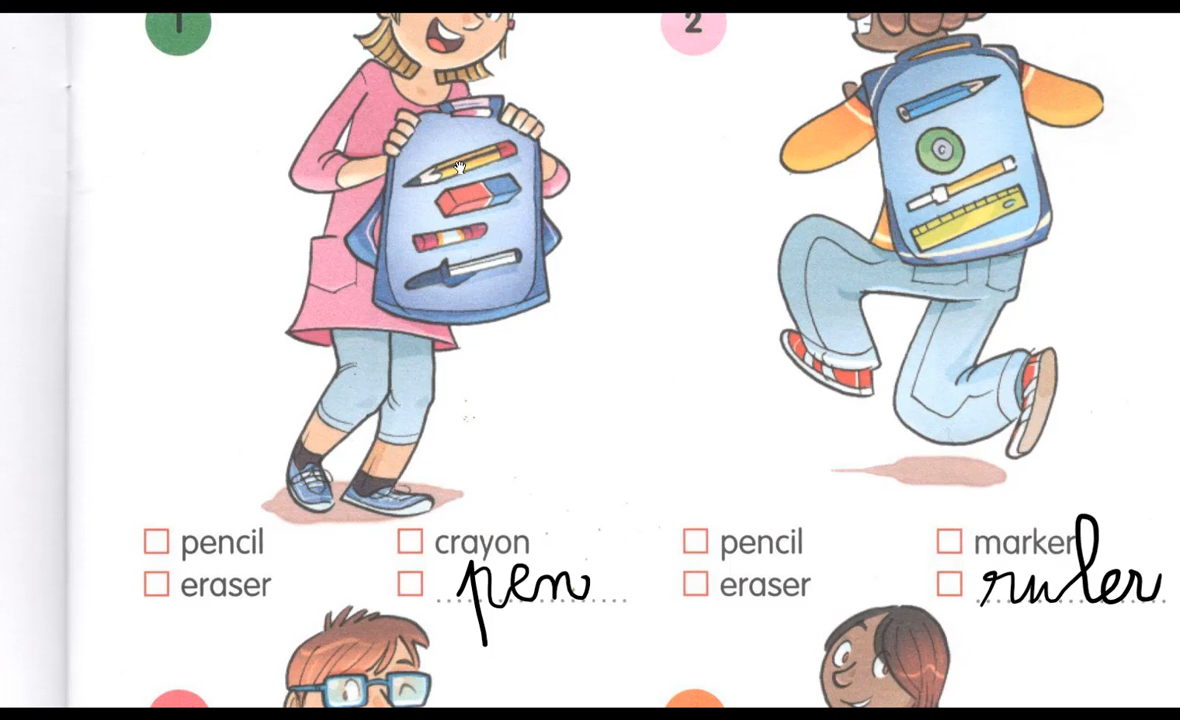 1
2
pencil
crayon
pencil
marker
eraser
pen
eraser
ruler